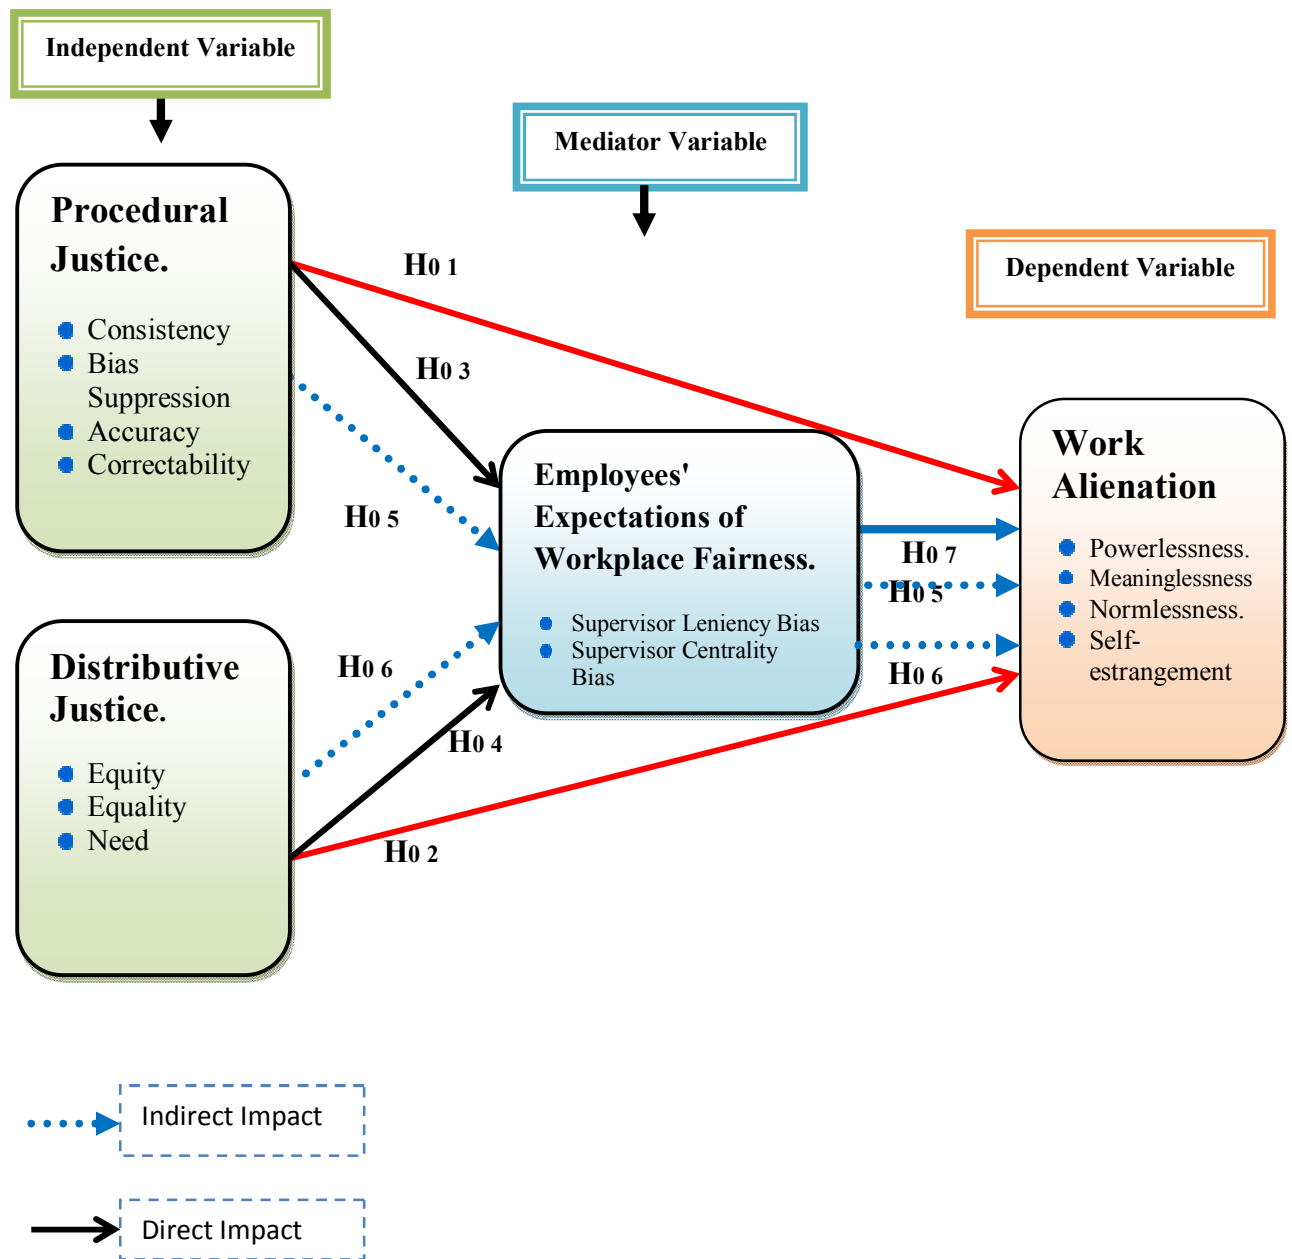 Independent Variable
Mediator Variable
Dependent Variable
Procedural
Justice.
Consistency
Bias
Suppression
Accuracy
Correctability
H0 1
H0 3
H0 5
Employees'
Expectations of
Workplace Fairness.
Supervisor Leniency Bias
Supervisor Centrality
Bias
H0 7
H0 5
H0 6
Work
Alienation
Powerlessness.
Meaninglessness
Normlessness.
Self-
estrangement
Distributive
Justice.
Equity
Equality
Need
H0 6
H0 4
H0 2
Indirect Impact
Direct Impact